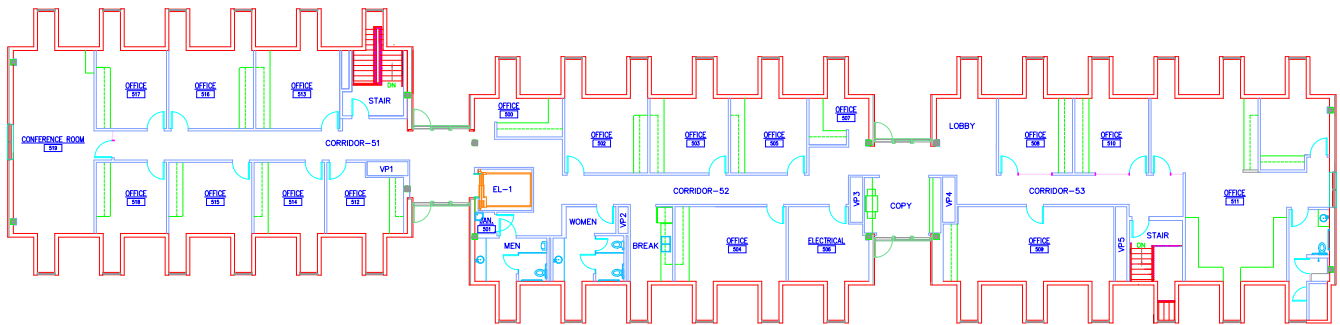 OFFICE
517
OFFICE
516
OFFICE
513
DN
STAIR
CONFERENCE ROOM
519
CORRIDOR-51
VP1
OFFICE
518
OFFICE
515
OFFICE
514
OFFICE
512
OFFICE
500
OFFICE
502
OFFICE
503
OFFICE
505
OFFICE
507
EL-1
CORRIDOR-52
JAN.
501
MEN
WOMEN
VP2
BREAK
OFFICE
504
ELECTRICAL
506
VP3
COPY
VP4
LOBBY
OFFICE
508
OFFICE
510
CORRIDOR-53
OFFICE
509
VP5
DN
STAIR
OFFICE
511